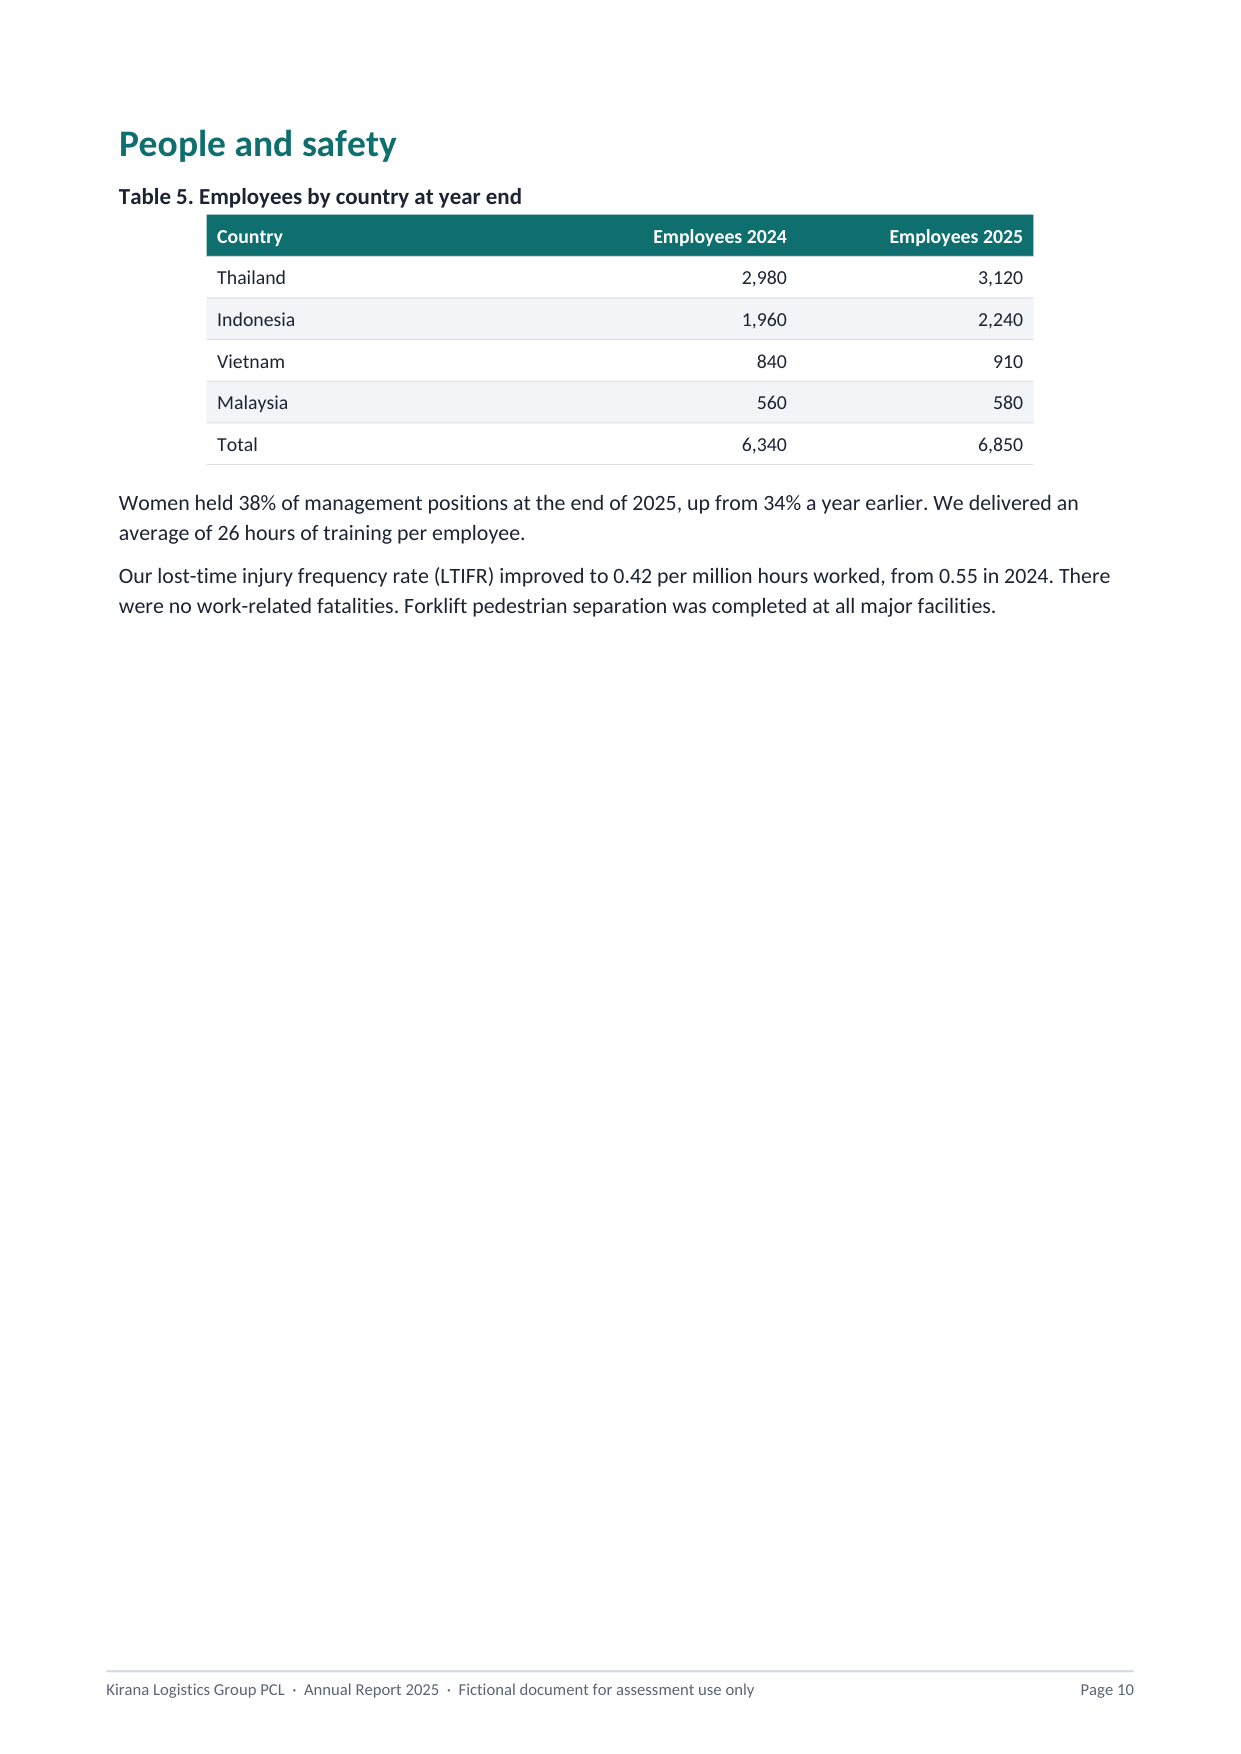 People and safety
Table 5. Employees by country at year end
Country Employees 2024 Employees 2025
Thailand 2,980 3,120
Indonesia 1,960 2,240
Vietnam 840 910
Malaysia 560 580
Total 6,340 6,850
Women held 38% of management positions at the end of 2025, up from 34% a year earlier. We delivered an
average of 26 hours of training per employee.
Our lost-time injury frequency rate (LTIFR) improved to 0.42 per million hours worked, from 0.55 in 2024. There
were no work-related fatalities. Forklift pedestrian separation was completed at all major facilities.
Kirana Logistics Group PCL · Annual Report 2025 · Fictional document for assessment use only Page 10